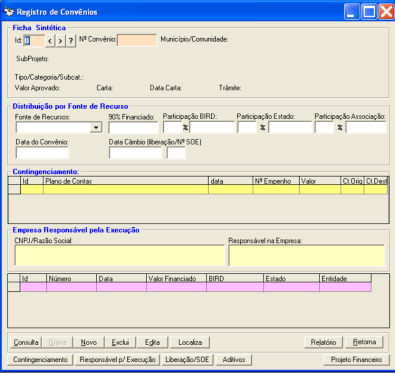 Registro de Convênios
Ficha Sintética
Id: < > ? Nº Convênio: Município/Comunidade:
SubProjeto:
Tipo/Categoria/Subcat.:
Valor Aprovado: Carta: Data Carta: Trâmite:
Distribuição por Fonte de Recurso
Fonte de Recursos: 90% Financiado: Participação BIRD: Participação Estado: Participação Associação:
% % %
Data do Convênio: Data Câmbio (liberação/Nº SOE)
Contingenciamento:
Id Plano de Contas data Nº Empenho Valor Ct.Orig Ct.Dest
Empresa Responsável pela Execução
CNPJ/Razão Social: Responsável na Empresa:
Id Número Data Valor Financiado BIRD Estado Entidade
Consulta Grava Novo Exclui Edita Localiza Relatório Retorna
Contingenciamento Responsável p/ Execução Liberação/SOE Aditivos Projeto Financeiro